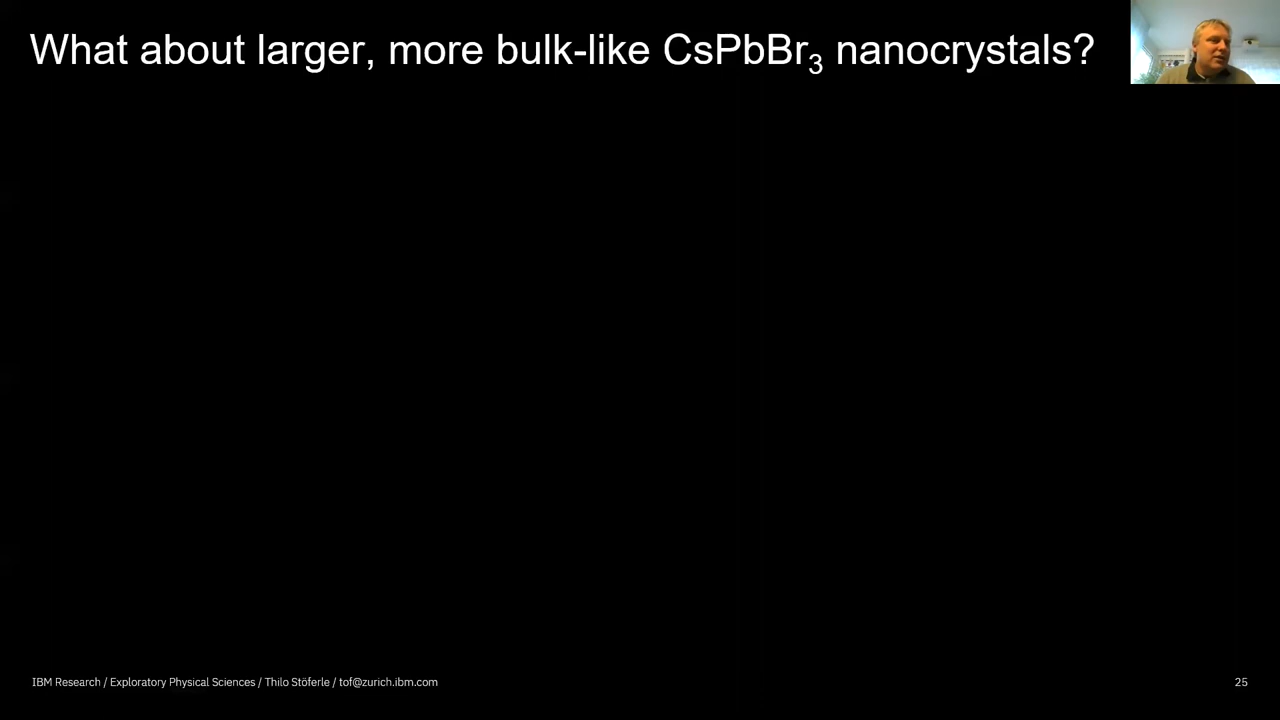 What about larger, more bulk-like CsPbBr₃ nanocrystals?
IBM Research / Exploratory Physical Sciences / Thilo Stöferle / tof@zurich.ibm.com
25